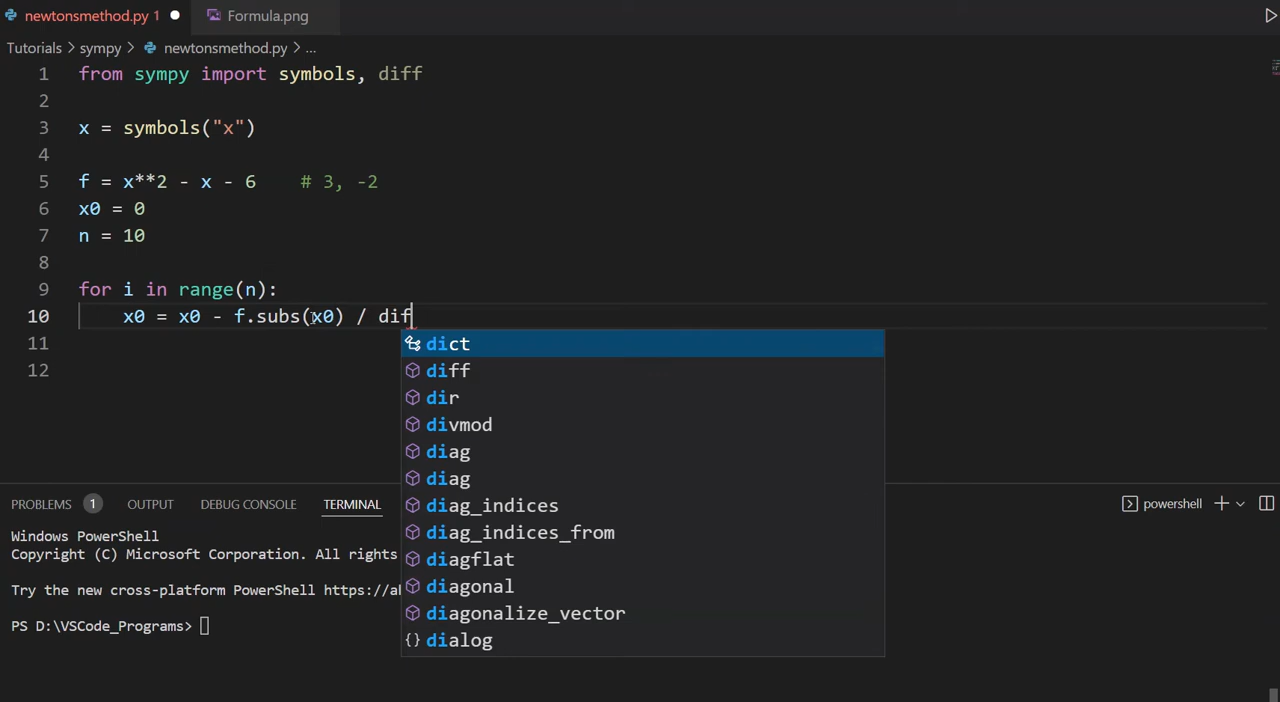 newtonsmethod.py 1
Formula.png
Tutorials > sympy > newtonsmethod.py > ...
1 from sympy import symbols, diff
2
3 x = symbols("x")
4
5 f = x**2 - x - 6 # 3, -2
6 x0 = 0
7 n = 10
8
9 for i in range(n):
10 x0 = x0 - f.subs(x0) / dif
11
12
dict
diff
dir
divmod
diag
diag
diag_indices
diag_indices_from
diagflat
diagonal
diagonalize_vector
{} dialog
PROBLEMS 1 OUTPUT DEBUG CONSOLE TERMINAL powershell
Windows PowerShell
Copyright (C) Microsoft Corporation. All rights
Try the new cross-platform PowerShell https://a
PS D:\VSCode_Programs>